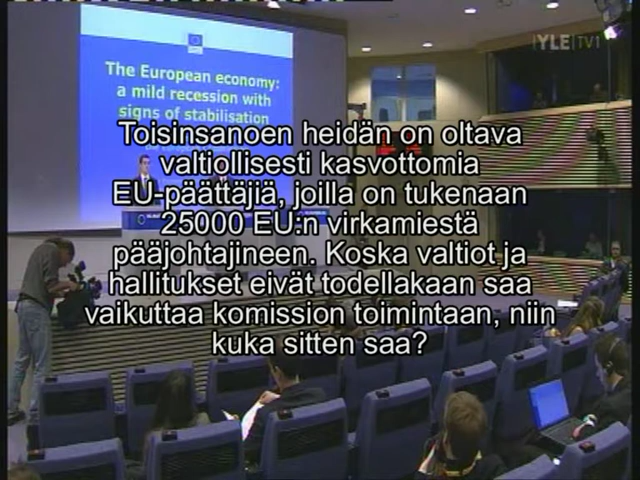 YLE TV1
The European economy:
a mild recession with
signs of stabilisation
Toisinsanoen heidän on oltava
valtiollisesti kasvottomia
EU-päättäjiä, joilla on tukenaan
25000 EU:n virkamiestä
pääjohtajineen. Koska valtiot ja
hallitukset eivät todellakaan saa
vaikuttaa komission toimintaan, niin
kuka sitten saa?